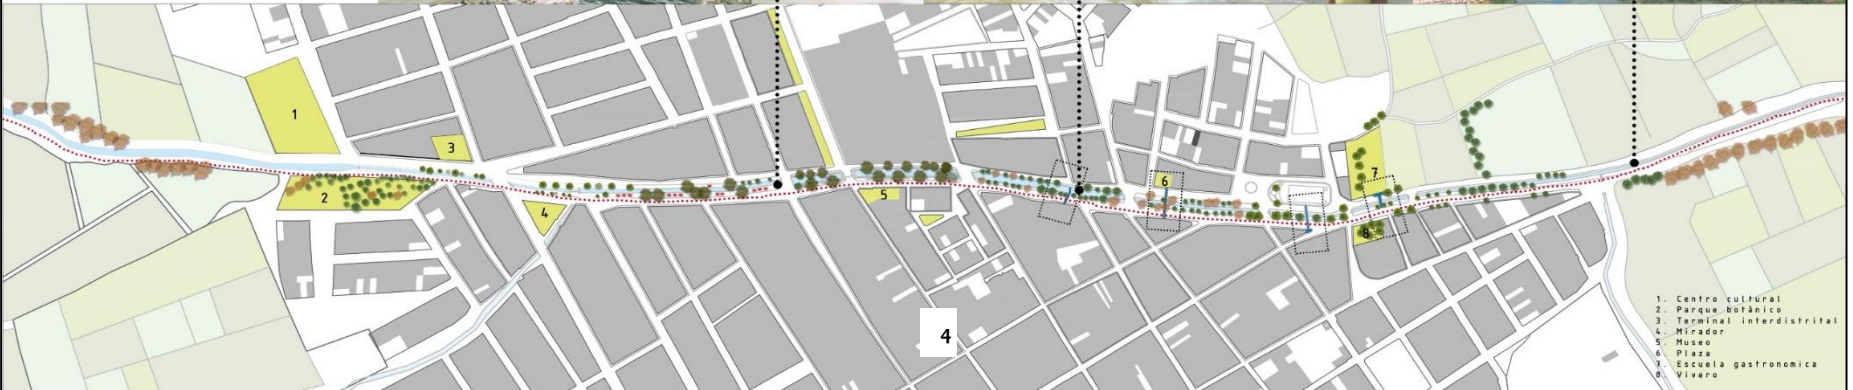 1
3
2
6
7
5
4
8
4
1. Centro cultural
2. Parque botánico
3. Terminal interdistrital
4. Mirador
5. Museo
6 Plaza
7. Escuela gastronomica
8. Vivero